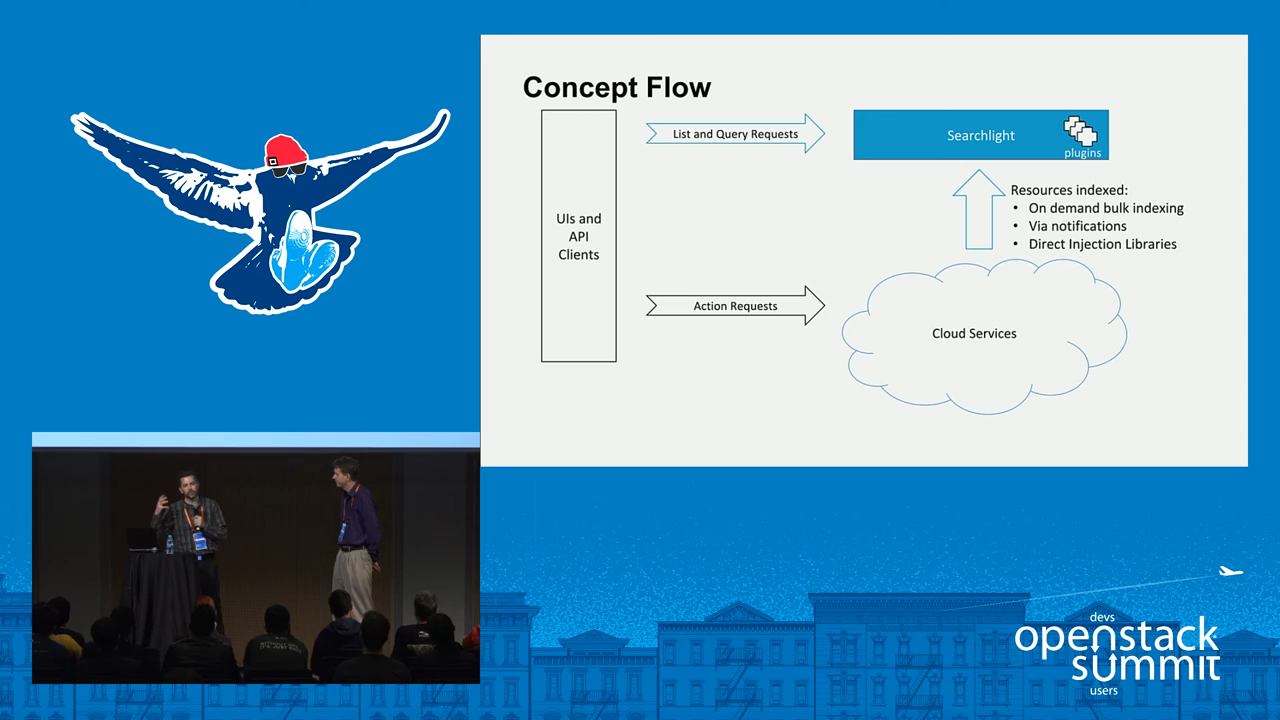 Concept Flow
List and Query Requests
Searchlight
plugins
Resources indexed:
• On demand bulk indexing
• Via notifications
• Direct Injection Libraries
UIs and
API
Clients
Action Requests
Cloud Services
devs
openstack
summit
users